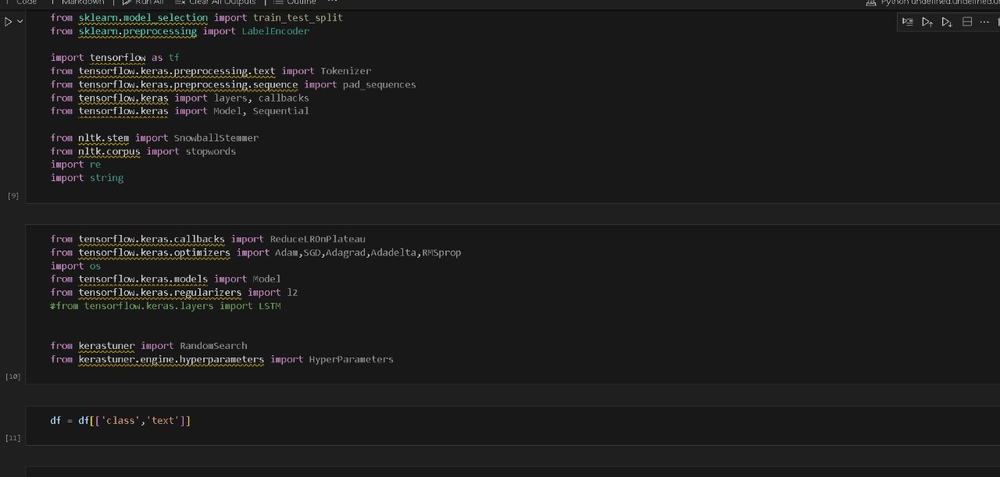 Code Markdown | Run All Clear All Outputs | Outline ... Python undefined.undefined.un
from sklearn.model_selection import train_test_split
from sklearn.preprocessing import LabelEncoder
import tensorflow as tf
from tensorflow.keras.preprocessing.text import Tokenizer
from tensorflow.keras.preprocessing.sequence import pad_sequences
from tensorflow.keras import layers, callbacks
from tensorflow.keras import Model, Sequential
from nltk.stem import SnowballStemmer
from nltk.corpus import stopwords
import re
import string
[9]
from tensorflow.keras.callbacks import ReduceLROnPlateau
from tensorflow.keras.optimizers import Adam,SGD,Adagrad,Adadelta,RMSprop
import os
from tensorflow.keras.models import Model
from tensorflow.keras.regularizers import l2
#from tensorflow.keras.layers import LSTM
from kerastuner import RandomSearch
from kerastuner.engine.hyperparameters import HyperParameters
[10]
df = df[['class','text']]
[11]